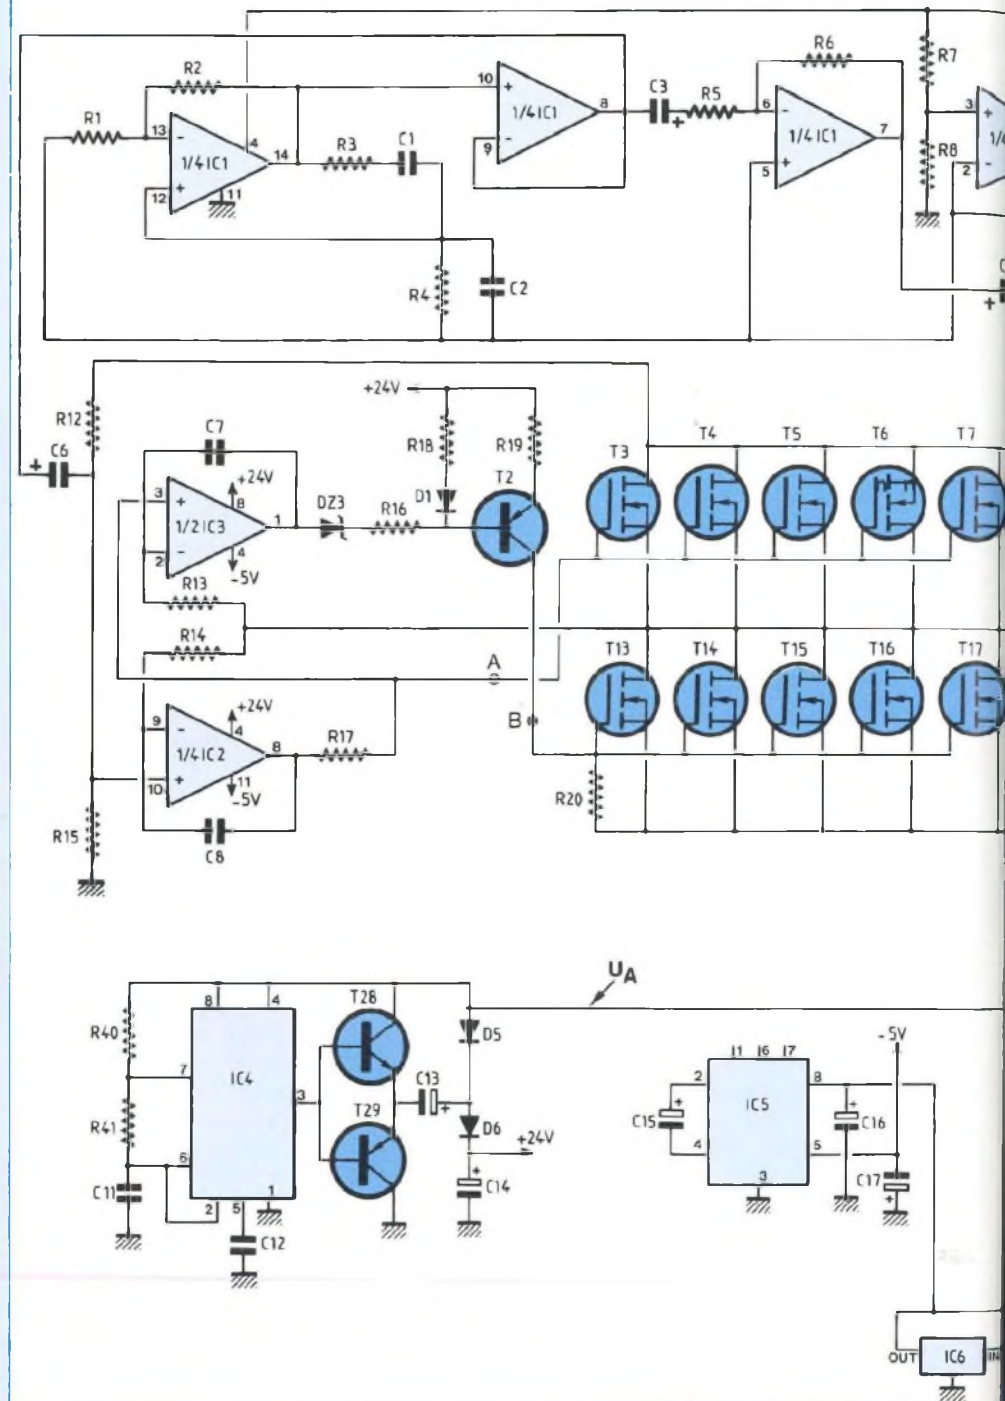 R6
R7
R2
10
+
8
C3
R5
+
6
-
7
3
+
R1
13
-
4
1/4 IC1
14
R3
C1
1/4 IC1
-
9
1/4 IC1
+
5
R8
-
2
12
+
11
R4
C2
+
+24V
R12
C7
R18
R19
T3
T4
T5
T6
T7
C6
+
3
+
+24V
8
DZ3
D1
T2
1/2 IC3
1
R16
-
2
4
-5V
R13
R14
T13
T14
T15
T16
T17
A
+24V
B
9
-
4
8
R17
1/4 IC2
+
10
11
-5V
R20
R15
C8
UA
8
4
T28
D5
-5V
R40
7
IC4
3
C13
+
I1
I6
I7
2
8
+
C15
IC5
+
C16
R41
T29
D6
+24V
4
5
6
+
C14
3
C17
+
C11
2
5
1
C12
OUT
IC6
IN